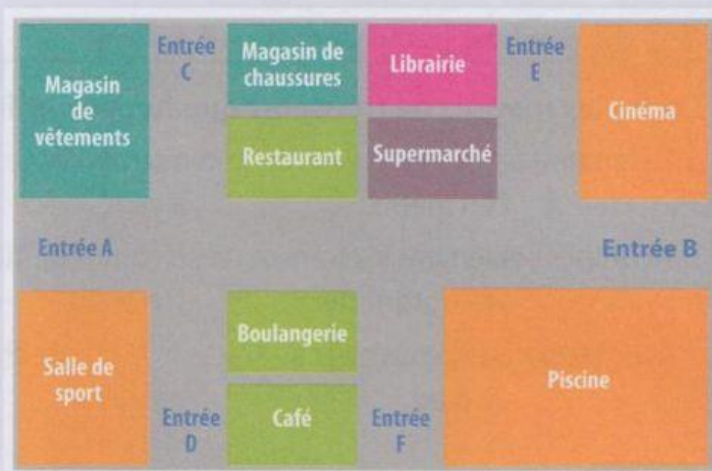 Magasin
de
vêtements
Entrée
C
Magasin de
chaussures
Librairie
Entrée
E
Cinéma
Restaurant
Supermarché
Entrée A
Entrée B
Salle de
sport
Entrée
D
Boulangerie
Café
Entrée
F
Piscine